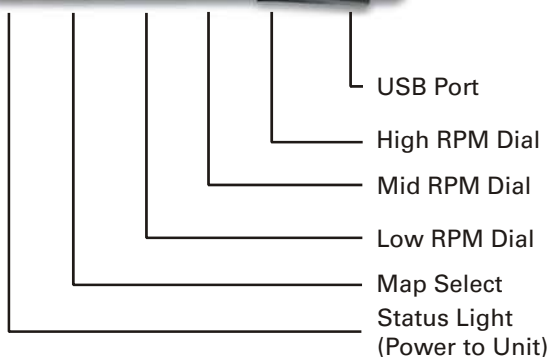 USB Port
High RPM Dial
Mid RPM Dial
Low RPM Dial
Map Select
Status Light
(Power to Unit)